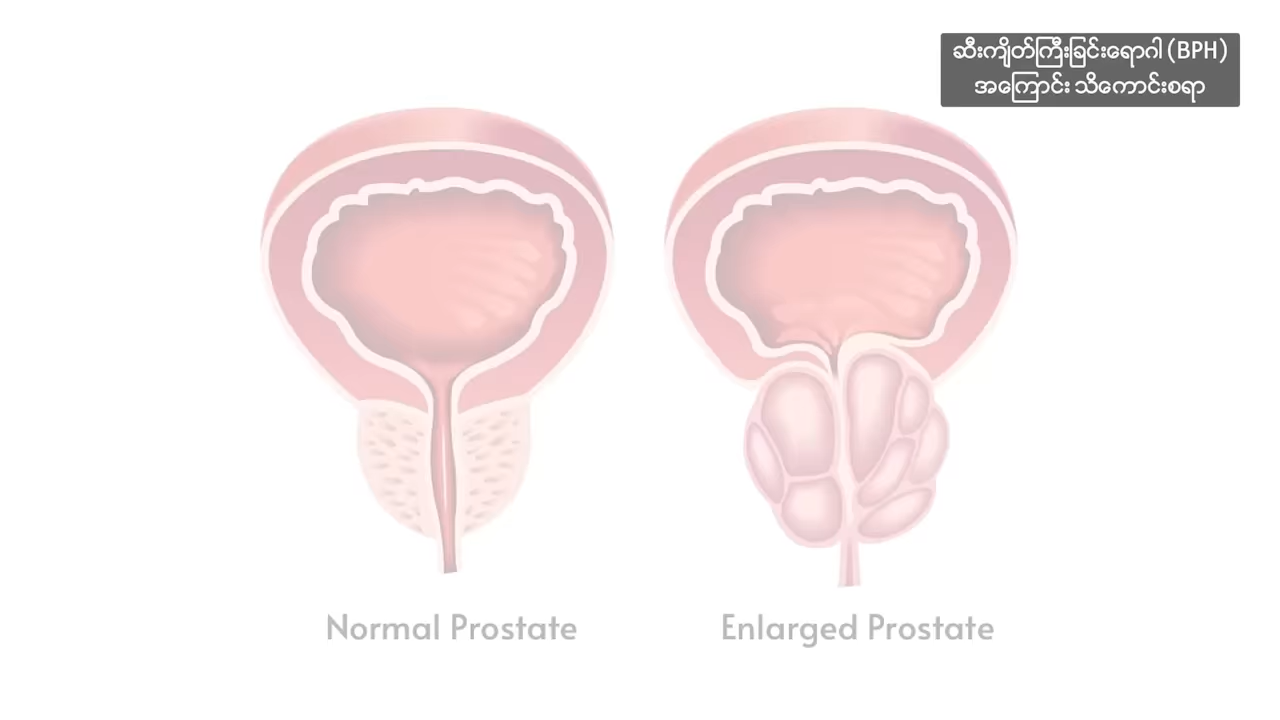 ဆီးကျိတ်ကြီးခြင်းရောဂါ (BPH)
အကြောင်း သိကောင်းစရာ
Normal Prostate
Enlarged Prostate